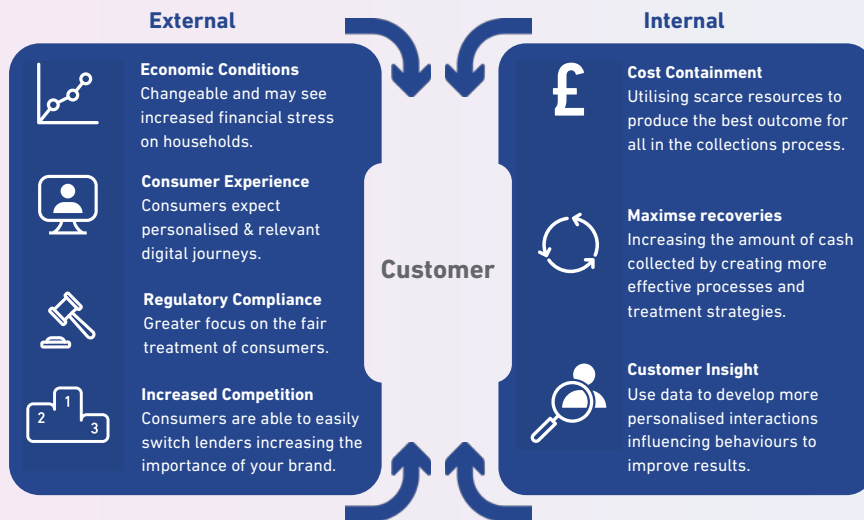 External
Economic Conditions
Changeable and may see
increased financial stress
on households.
Consumer Experience
Consumers expect
personalised & relevant
digital journeys.
Regulatory Compliance
Greater focus on the fair
treatment of consumers.
1
2
3
Increased Competition
Consumers are able to easily
switch lenders increasing the
importance of your brand.
Customer
Internal
£
Cost Containment
Utilising scarce resources to
produce the best outcome for
all in the collections process.
Maximse recoveries
Increasing the amount of cash
collected by creating more
effective processes and
treatment strategies.
Customer Insight
Use data to develop more
personalised interactions
influencing behaviours to
improve results.